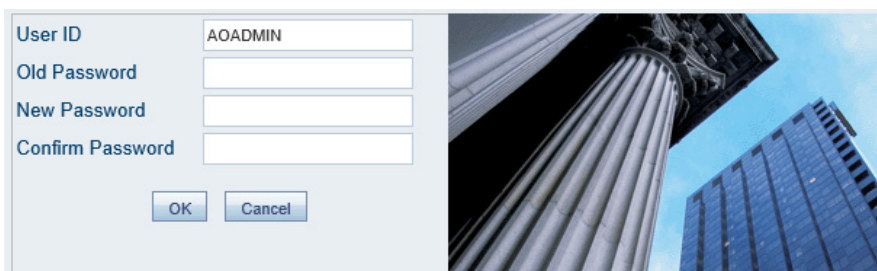 User ID AOADMIN
Old Password
New Password
Confirm Password
OK Cancel